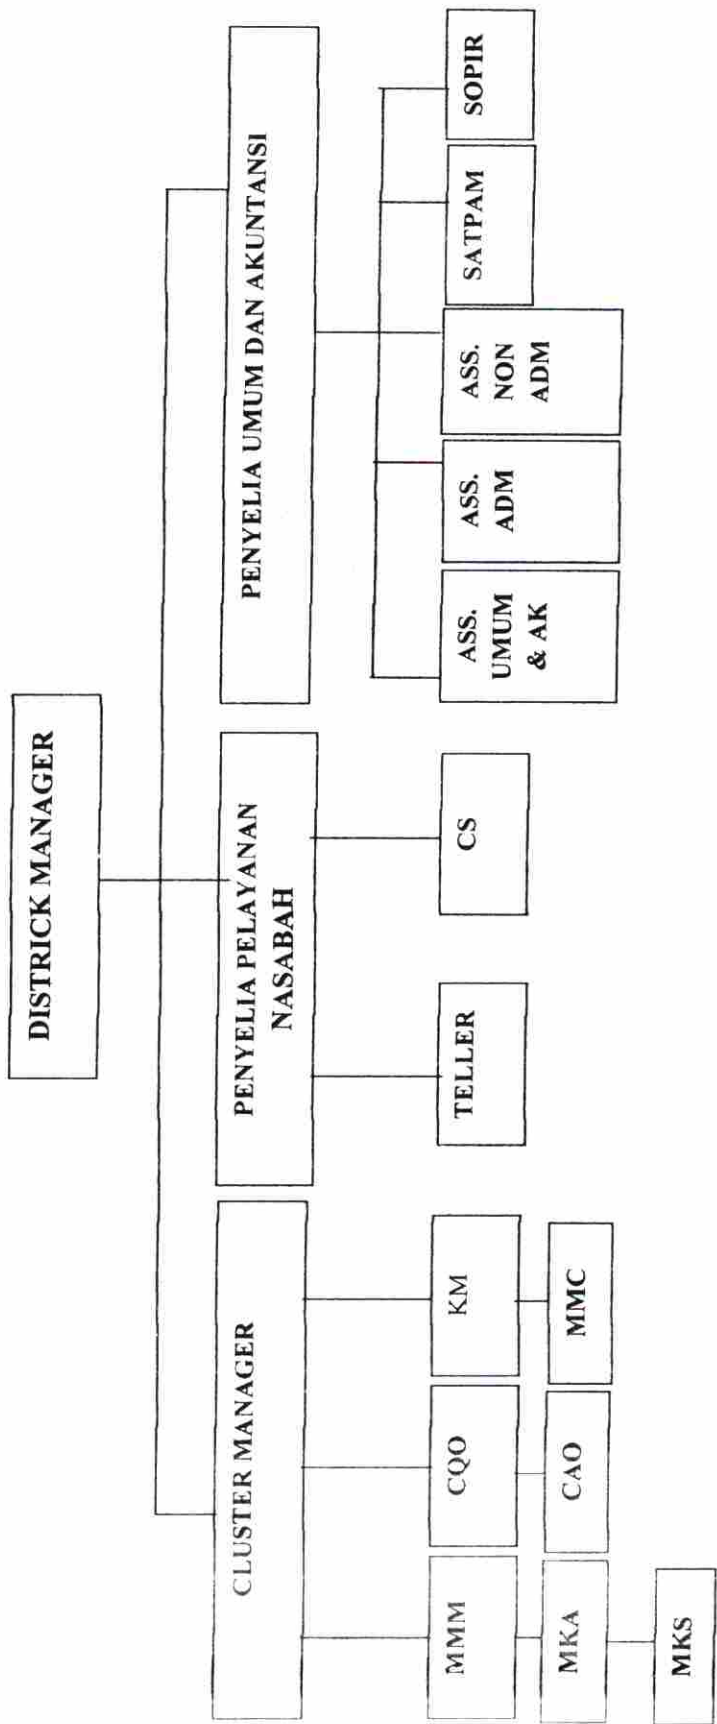 DISTRICK MANAGER
CLUSTER MANAGER
PENYELIA PELAYANAN
NASABAH
PENYELIA UMUM DAN AKUNTANSI
MMM
CQO
KM
TELLER
CS
ASS.
UMUM
& AK
ASS.
ADM
ASS.
NON
ADM
SATPAM
SOPIR
MKA
CAO
MMC
MKS